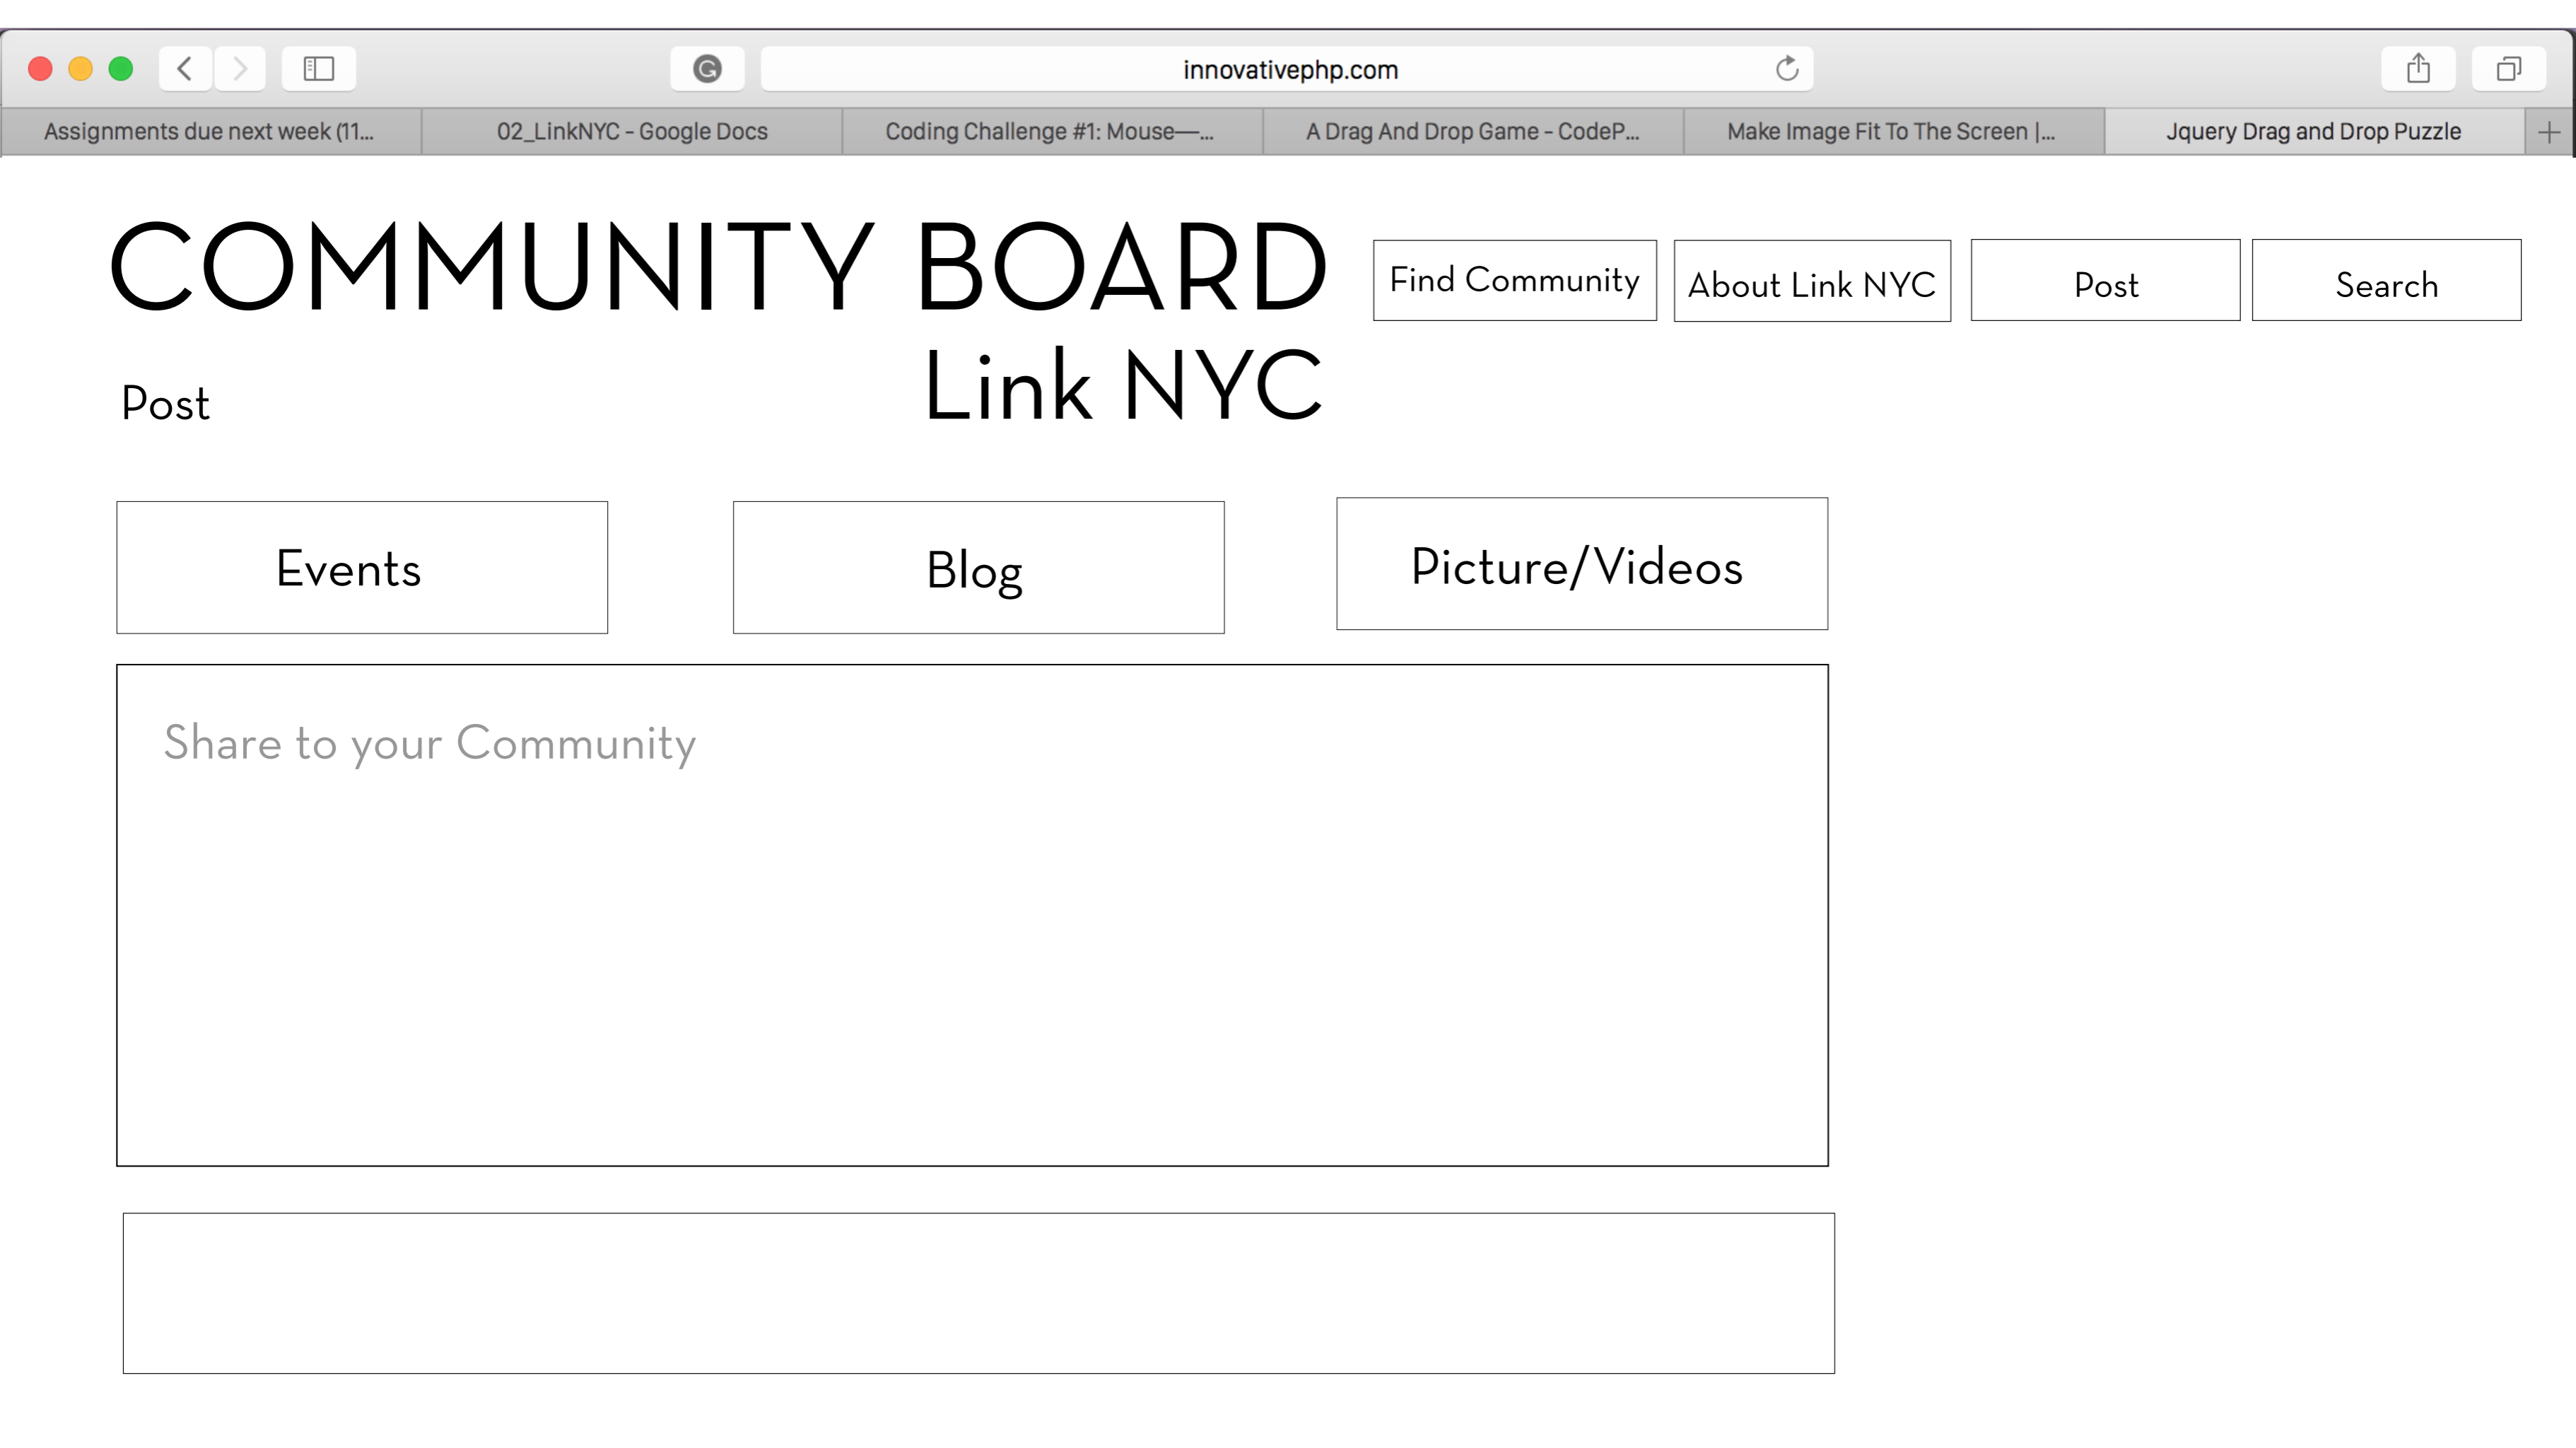 innovativephp.com
Assignments due next week (11...
02_LinkNYC - Google Docs
Coding Challenge #1: Mouse—...
A Drag And Drop Game - CodeP...
Make Image Fit To The Screen |...
Jquery Drag and Drop Puzzle
COMMUNITY BOARD
Link NYC
Find Community
About Link NYC
Post
Search
Post
Events
Blog
Picture/Videos
Share to your Community